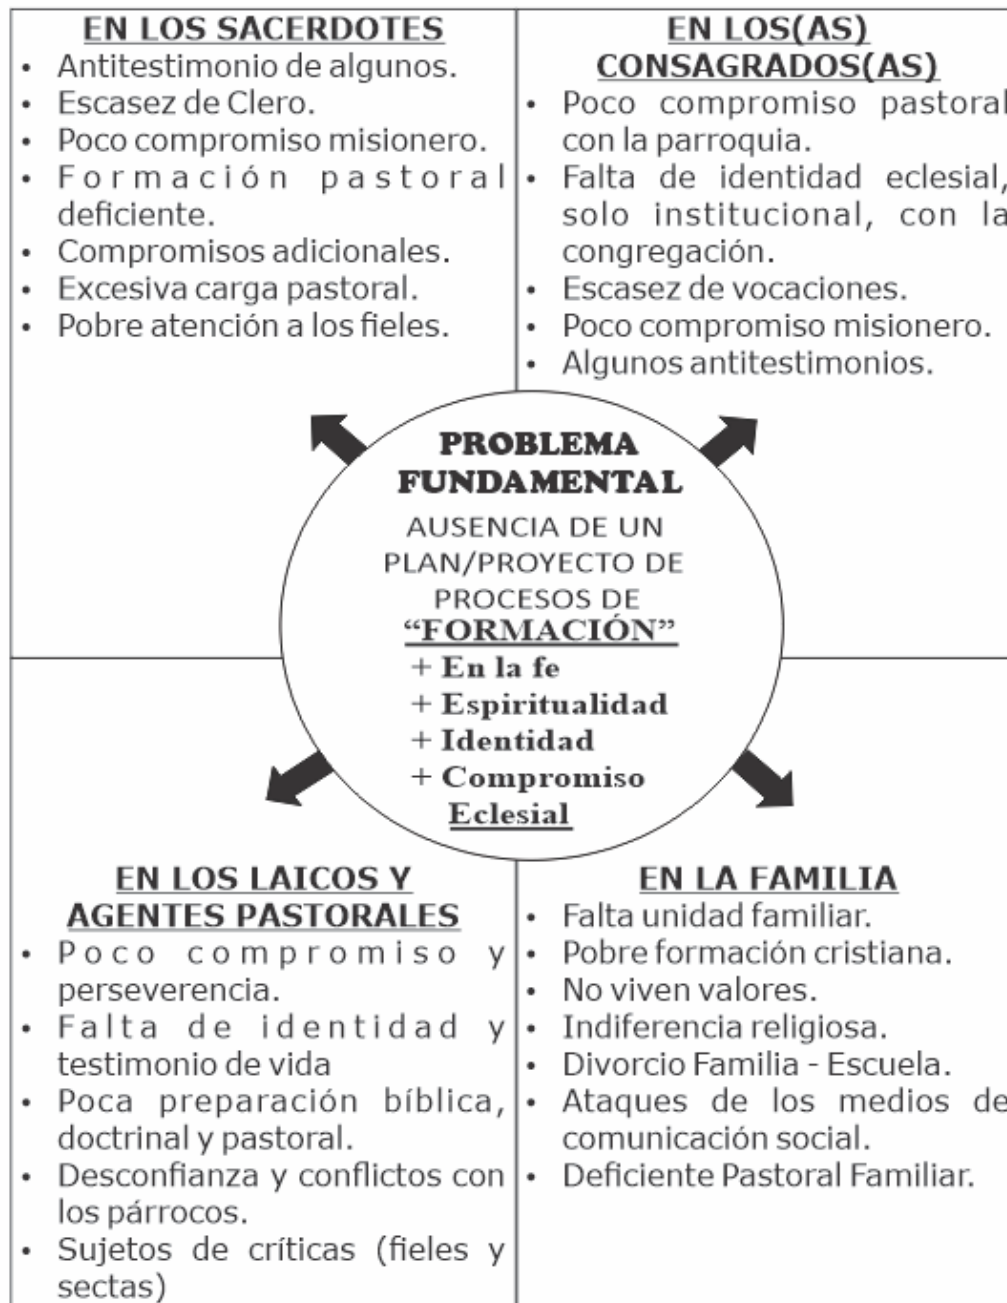 EN LOS SACERDOTES
• Antitestimonio de algunos.
• Escasez de Clero.
• Poco compromiso misionero.
• Formación pastoral
deficiente.
• Compromisos adicionales.
• Excesiva carga pastoral.
• Pobre atención a los fieles.
EN LOS(AS)
CONSAGRADOS(AS)
• Poco compromiso pastoral
con la parroquia.
• Falta de identidad eclesial,
solo institucional, con la
congregación.
• Escasez de vocaciones.
• Poco compromiso misionero.
• Algunos antitestimonios.
PROBLEMA
FUNDAMENTAL
AUSENCIA DE UN
PLAN/PROYECTO DE
PROCESOS DE
“FORMACIÓN”
+ En la fe
+ Espiritualidad
+ Identidad
+ Compromiso
Eclesial
EN LOS LAICOS Y
AGENTES PASTORALES
• Poco compromiso y
perseverencia.
• Falta de identidad y
testimonio de vida
• Poca preparación bíblica,
doctrinal y pastoral.
• Desconfianza y conflictos con
los párrocos.
• Sujetos de críticas (fieles y
sectas)
EN LA FAMILIA
• Falta unidad familiar.
• Pobre formación cristiana.
• No viven valores.
• Indiferencia religiosa.
• Divorcio Familia - Escuela.
• Ataques de los medios de
comunicación social.
• Deficiente Pastoral Familiar.